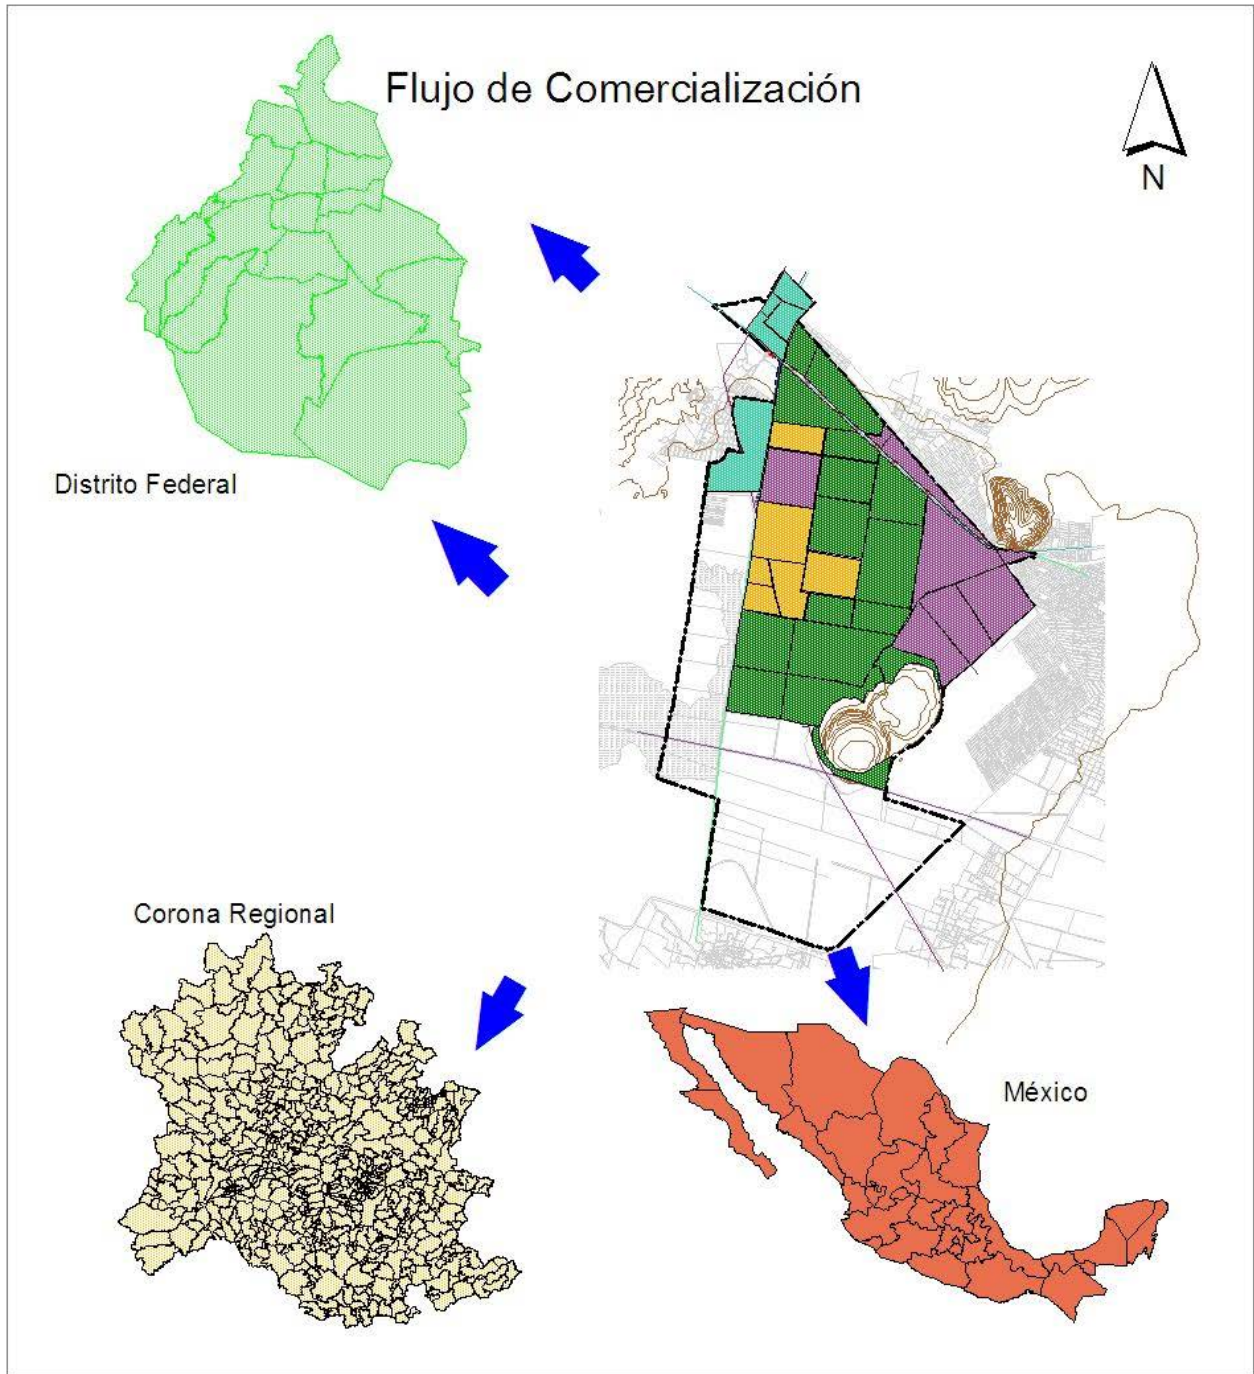 Flujo de Comercialización
N
Distrito Federal
Corona Regional
México